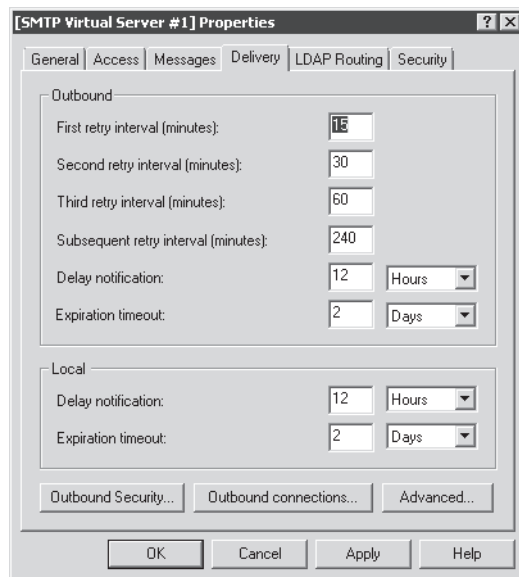 [SMTP Virtual Server #1] Properties ? X
General Access Messages Delivery LDAP Routing Security
Outbound
First retry interval (minutes): 15
Second retry interval (minutes): 30
Third retry interval (minutes): 60
Subsequent retry interval (minutes): 240
Delay notification: 12 Hours
Expiration timeout: 2 Days
Local
Delay notification: 12 Hours
Expiration timeout: 2 Days
Outbound Security... Outbound connections... Advanced...
OK Cancel Apply Help